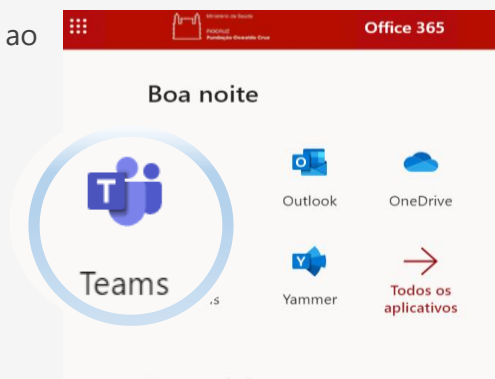 ao
Ministério da Saúde
FIOCRUZ
Fundação Oswaldo Cruz
Office 365
Boa noite
T
Teams
Outlook
OneDrive
Yammer
Todos os
aplicativos